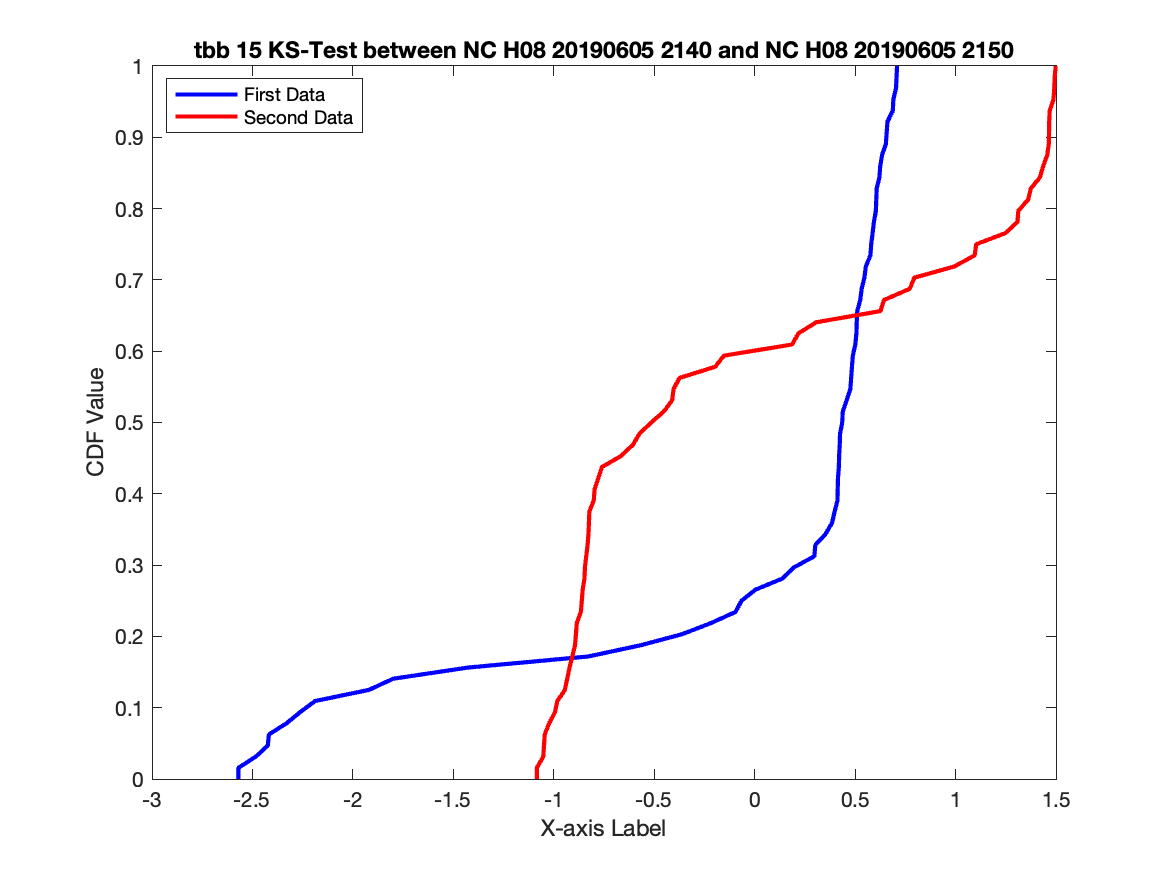 tbb 15 KS-Test between NC H08 20190605 2140 and NC H08 20190605 2150
First Data
Second Data
1
0.9
0.8
0.7
0.6
0.5
0.4
0.3
0.2
0.1
0
CDF Value
-3 -2.5 -2 -1.5 -1 -0.5 0 0.5 1 1.5
X-axis Label